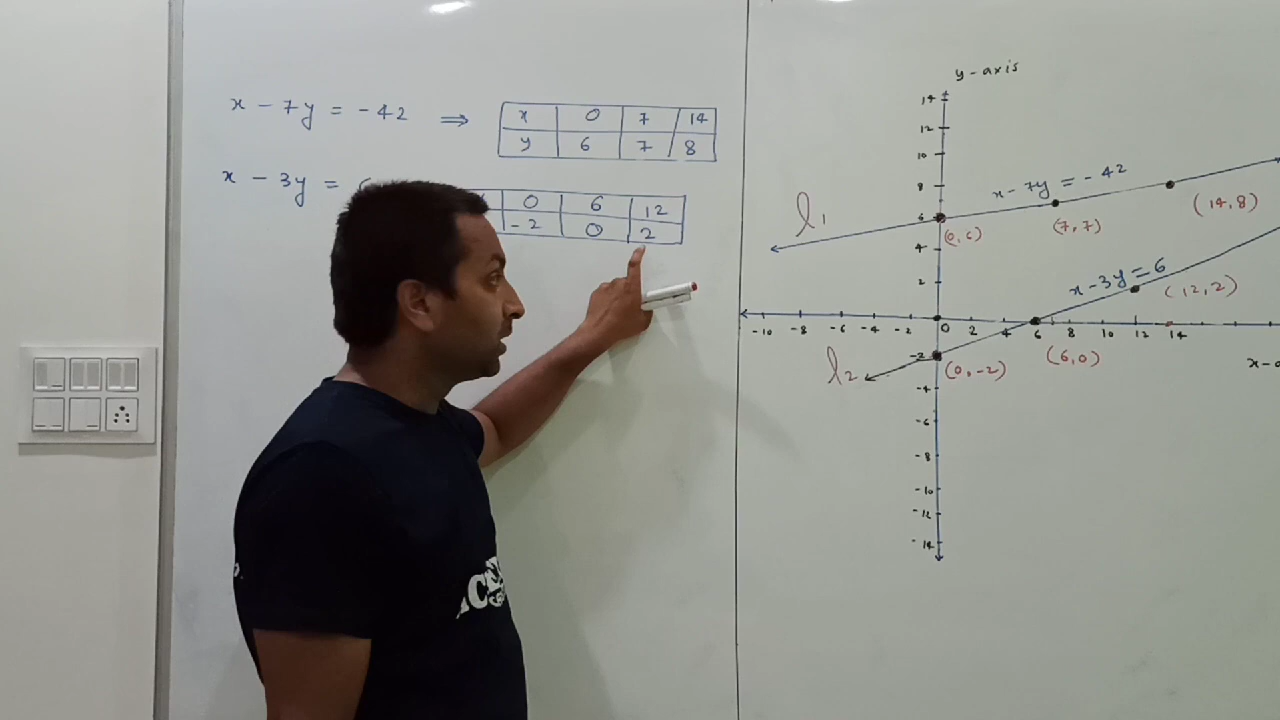 x - 7y = -42 ⇒
x 0 7 14
y 6 7 8
x - 3y =
0 6 12
-2 0 2
y-axis
14
12
10
8
6
4
2
-10 -8 -6 -4 -2 0 2 4 6 8 10 12 14
-2
-4
-6
-8
-10
-12
-14
l1
x-7y = -42
(0,6)
(7,7)
(14,8)
l2
x-3y = 6
(0,-2)
(6,0)
(12,2)